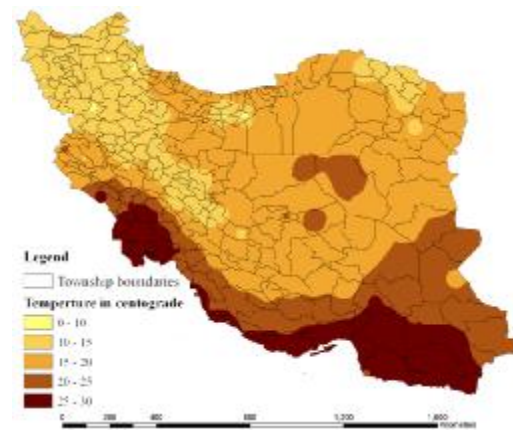 Legend
Township boundaries
Temperture in centograde
0 - 10
10 - 15
15 - 20
20 - 25
25 - 30
0 200 400 800 1,200 1,600